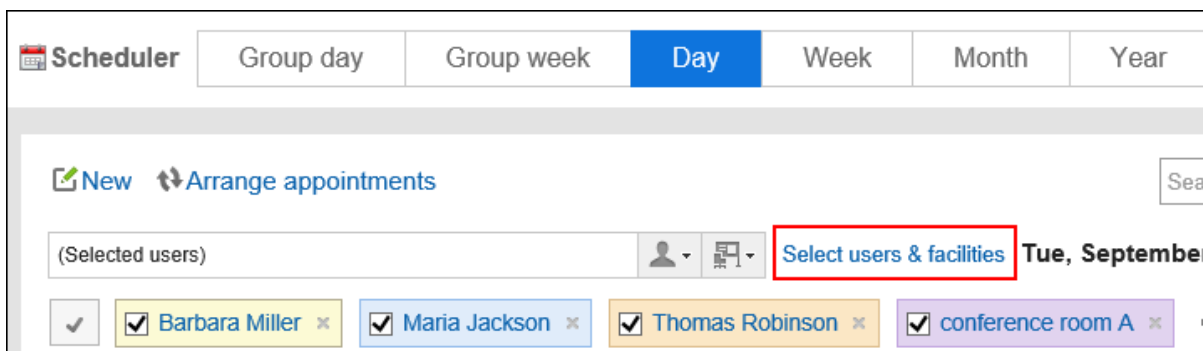 Scheduler Group day Group week Day Week Month Year
New Arrange appointments
(Selected users) Select users & facilities Tue,
Barbara Miller × Maria Jackson × Thomas Robinson × conference room A ×